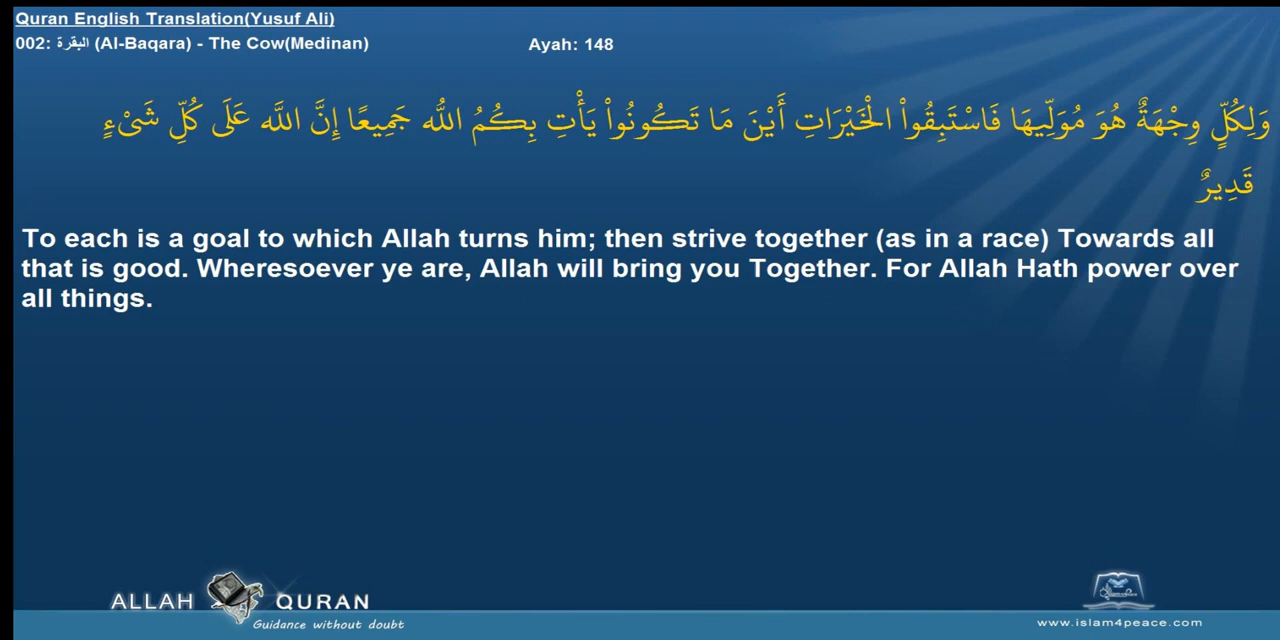 Quran English Translation(Yusuf Ali)
002: البقرة (Al-Baqara) - The Cow(Medinan) Ayah: 148
وَلِكُلٍّ وِجْهَةٌ هُوَ مُوَلِّيهَا فَاسْتَبِقُواْ الْخَيْرَاتِ أَيْنَ مَا تَكُونُواْ يَأْتِ بِكُمُ اللّهُ جَمِيعًا إِنَّ اللَّه عَلَى كُلِّ شَىْءٍ
قَدِيرٌ
To each is a goal to which Allah turns him; then strive together (as in a race) Towards all
that is good. Wheresoever ye are, Allah will bring you Together. For Allah Hath power over
all things.
ALLAH QURAN
Guidance without doubt
www.islam4peace.com